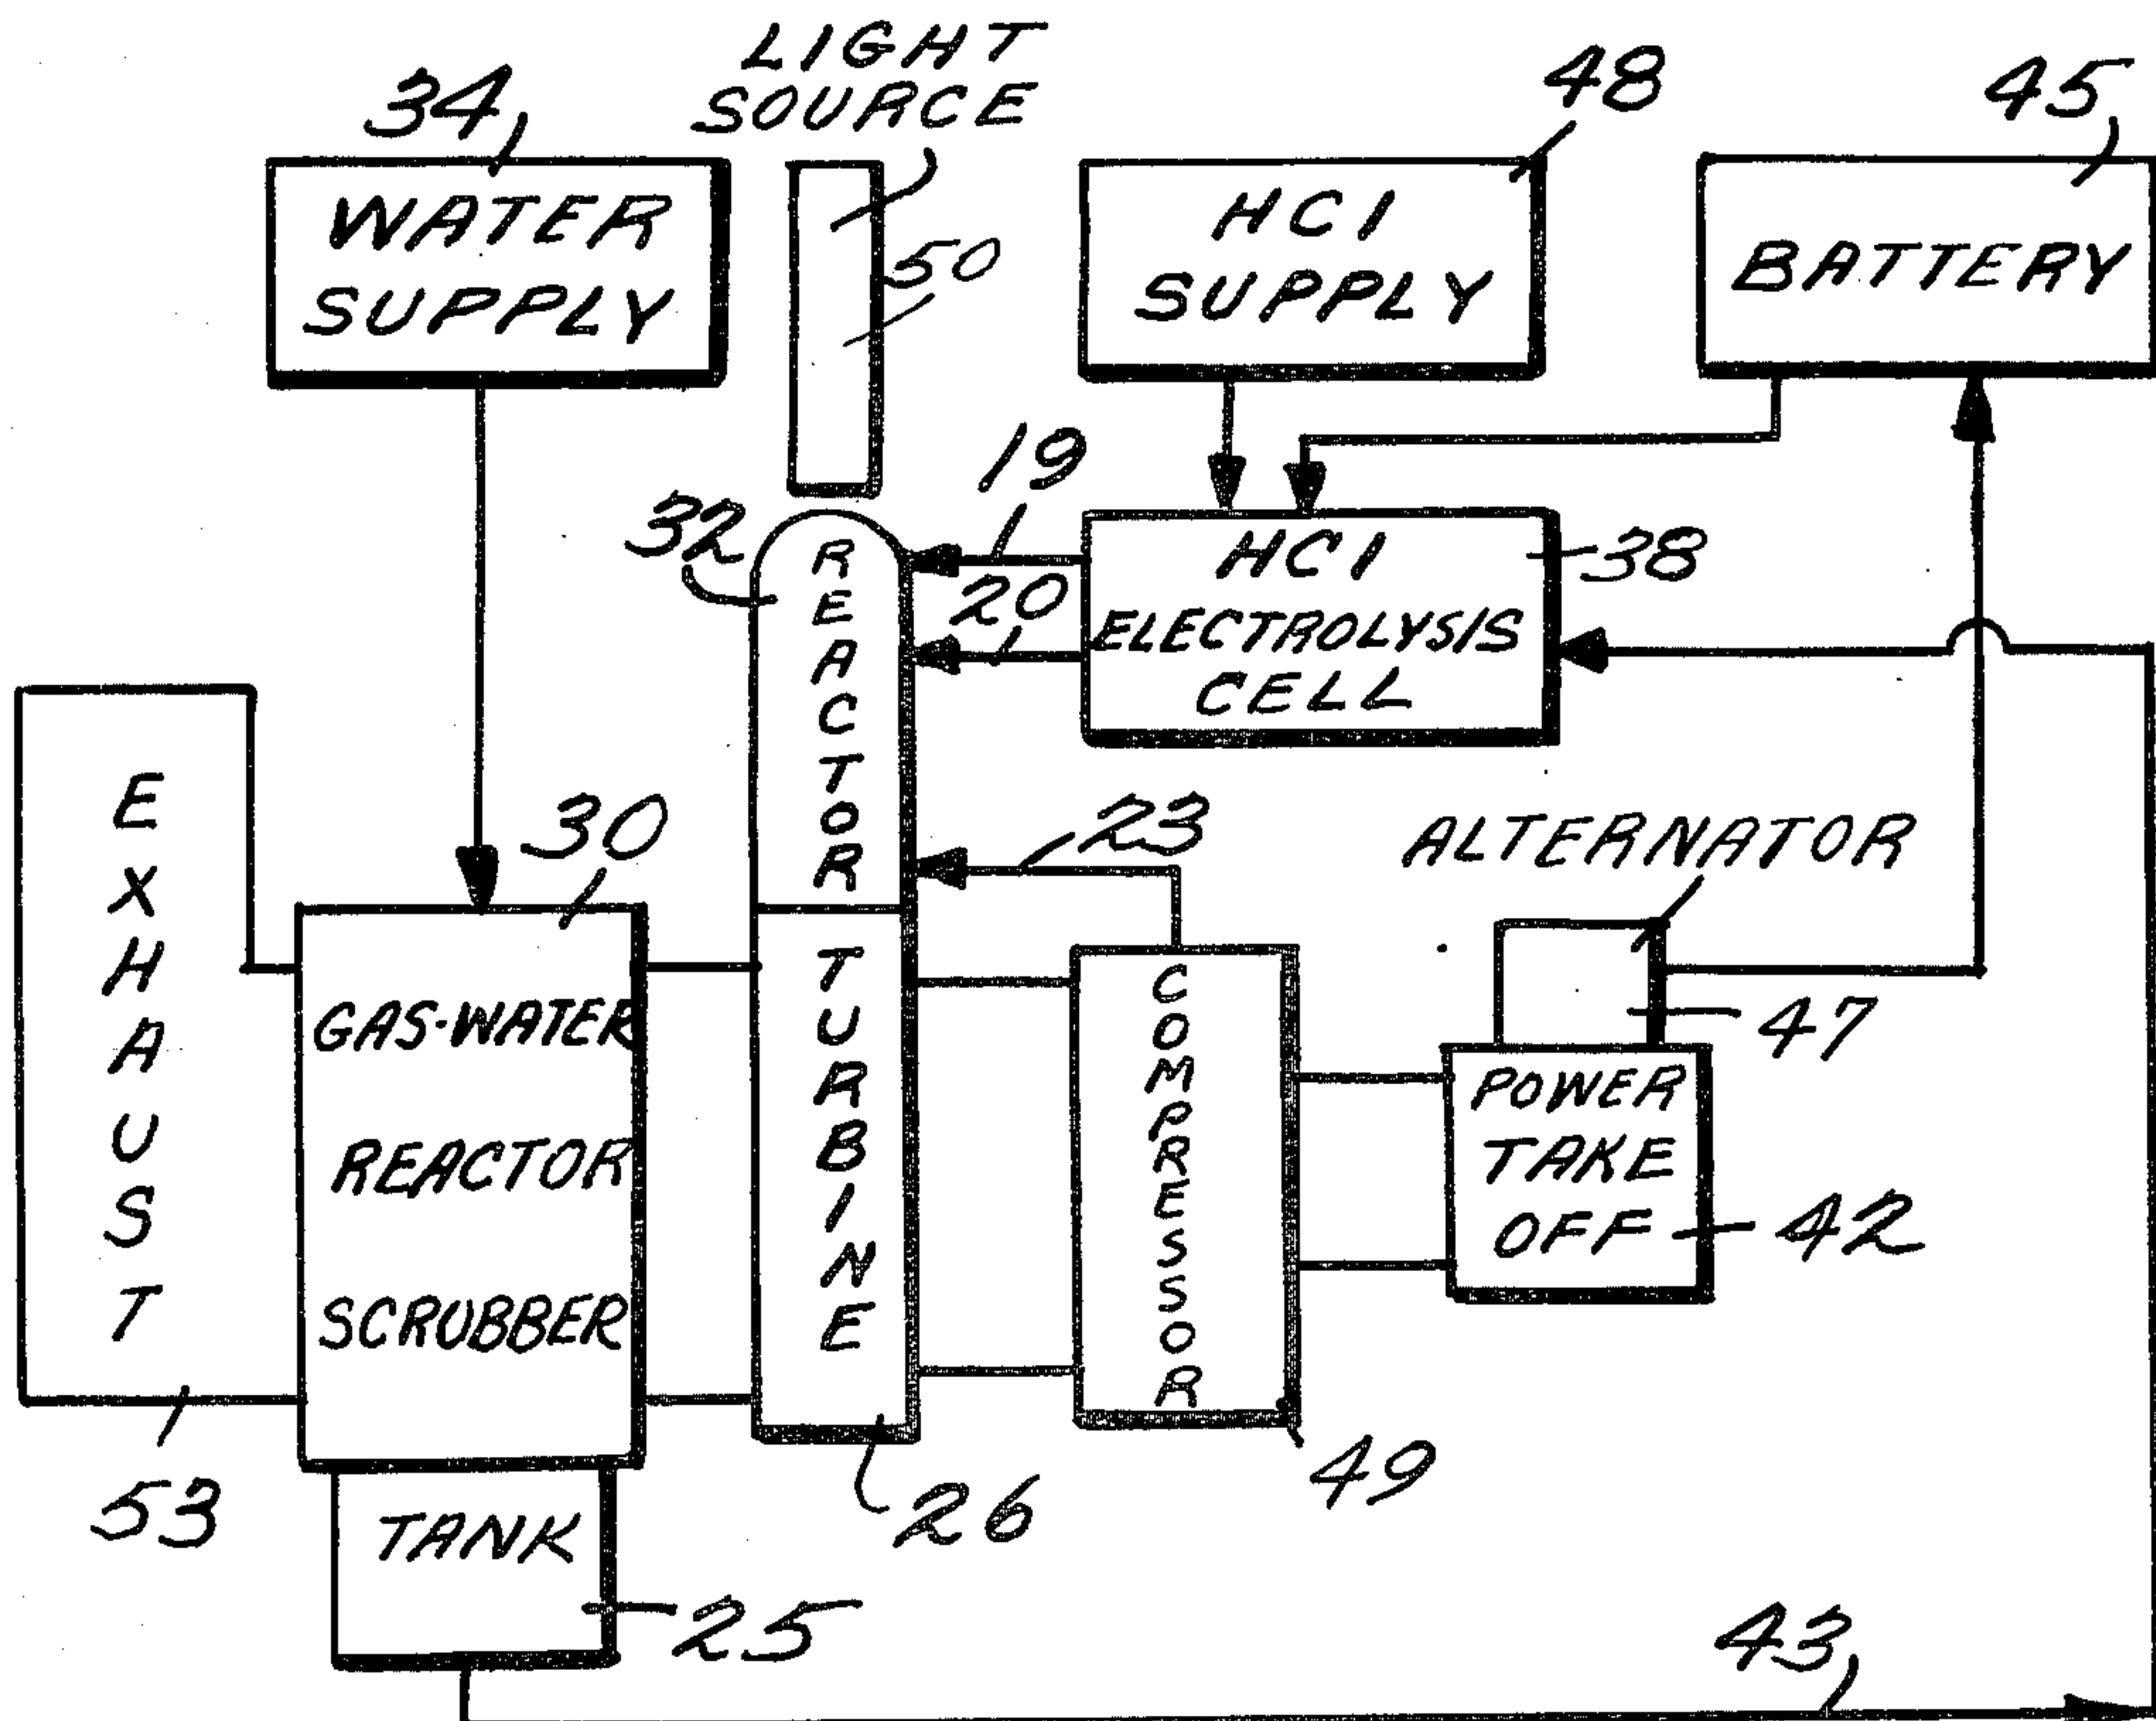 LIGHT
SOURCE
34
48
45
WATER
SUPPLY
50
HCl
SUPPLY
BATTERY
19
32
20
HCl
ELECTROLYSIS
CELL
38
REACTOR
23
ALTERNATOR
30
EXHAUST
GAS-WATER
REACTOR
SCRUBBER
TURBINE
COMPRESSOR
47
POWER
TAKE
OFF
42
53
26
49
TANK
25
43